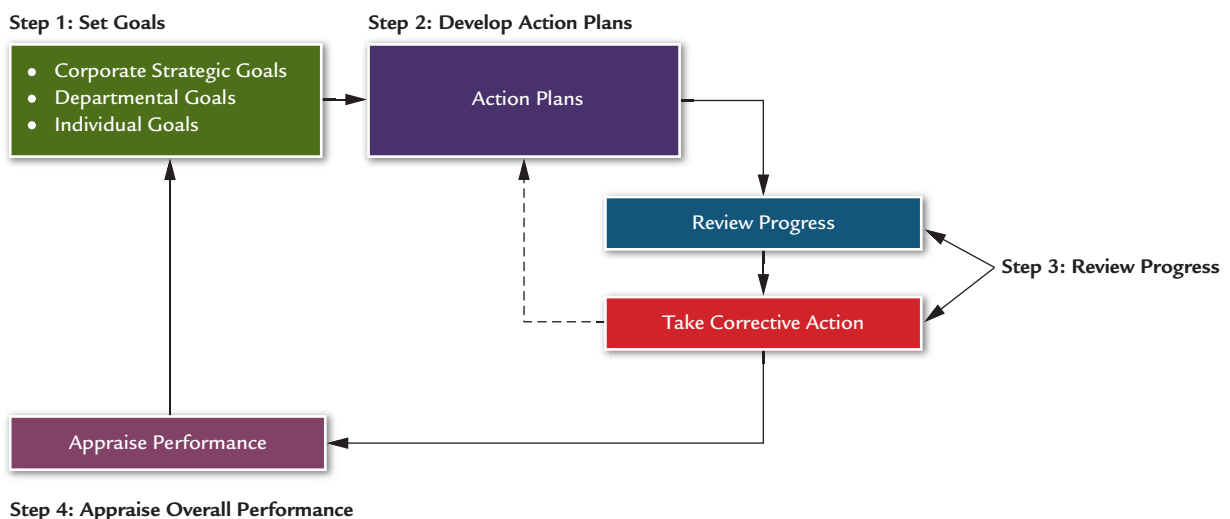 Step 1: Set Goals
Step 2: Develop Action Plans
• Corporate Strategic Goals
• Departmental Goals
• Individual Goals
Action Plans
Review Progress
Step 3: Review Progress
Take Corrective Action
Appraise Performance
Step 4: Appraise Overall Performance